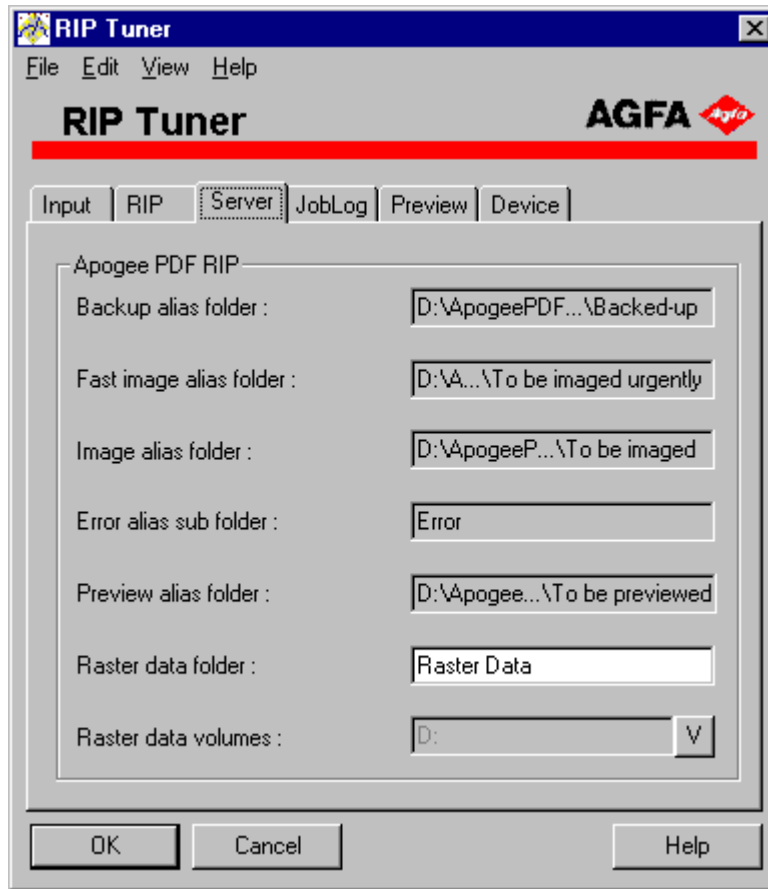 RIP Tuner
File Edit View Help
RIP Tuner AGFA Agfa
Input RIP Server JobLog Preview Device
Apogee PDF RIP
Backup alias folder : D:\ApogeePDF...\Backed-up
Fast image alias folder : D:\A...\To be imaged urgently
Image alias folder : D:\ApogeeP...\To be imaged
Error alias sub folder : Error
Preview alias folder : D:\Apogee...\To be previewed
Raster data folder : Raster Data
Raster data volumes : D: V
OK Cancel Help